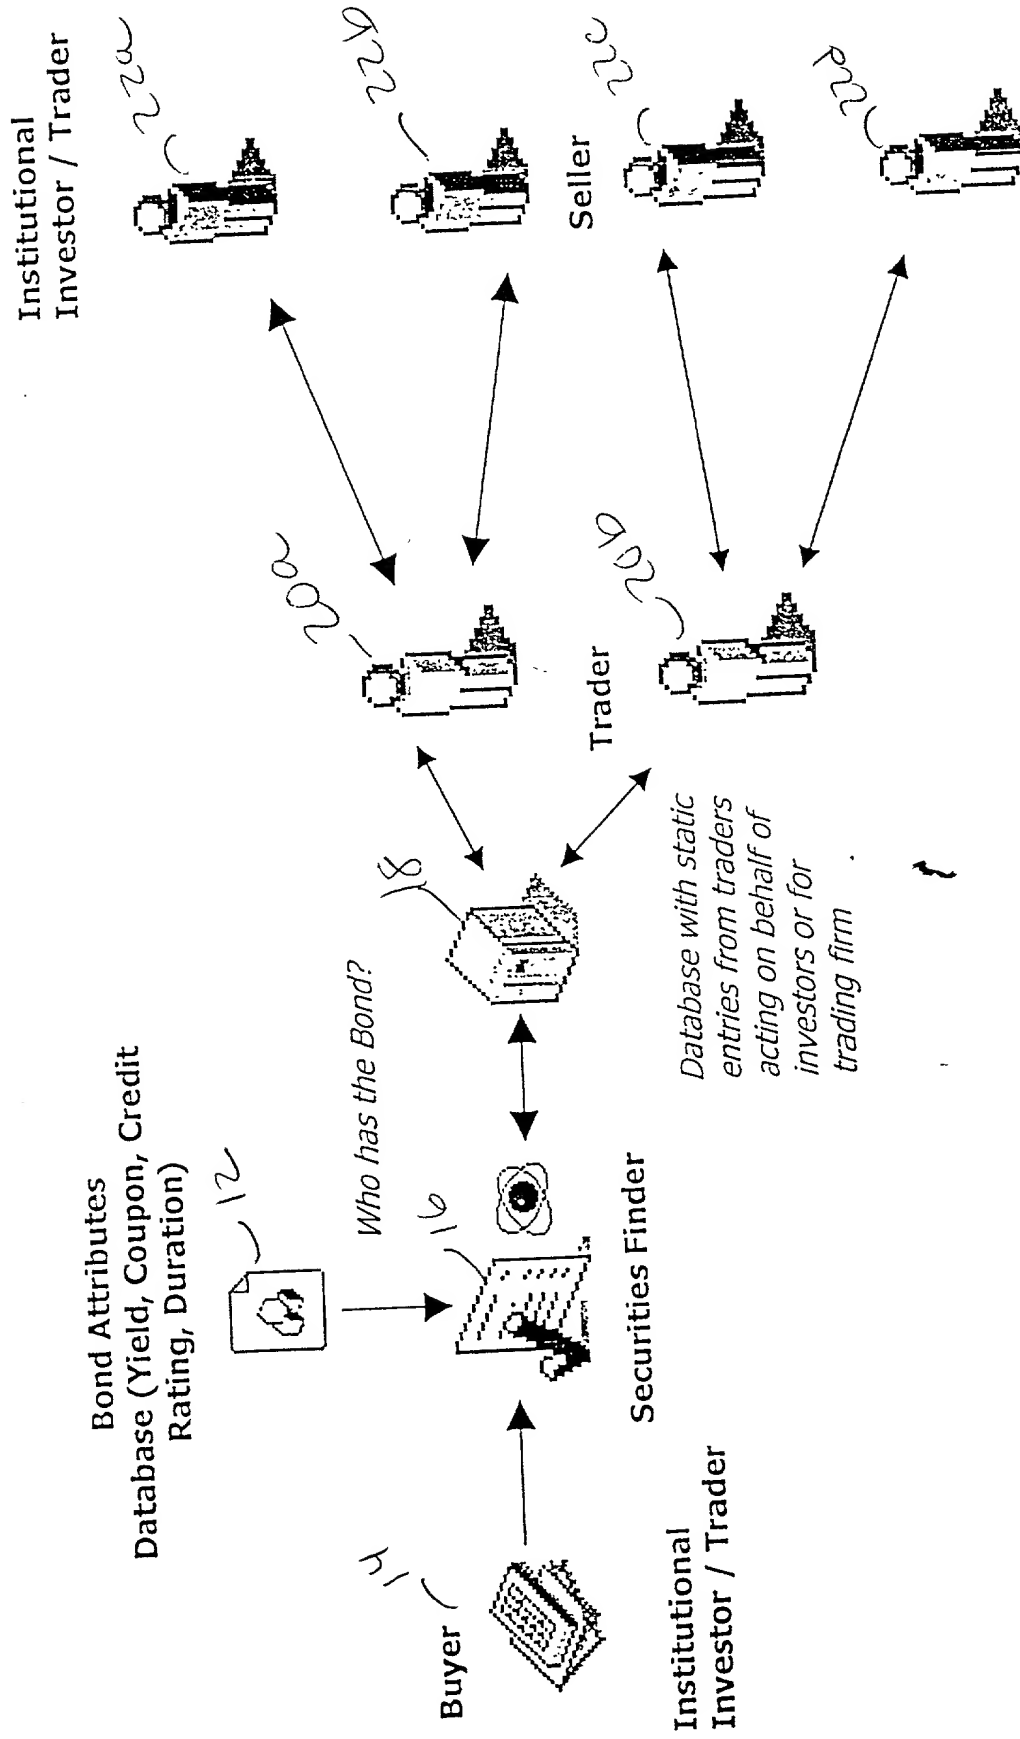 Bond Attributes
Database (Yield, Coupon, Credit
Rating, Duration)
12
Institutional
Investor / Trader
22a
Who has the Bond?
18
20a
22b
Buyer
14
16
Securities Finder
Trader
Seller
Institutional
Investor / Trader
Database with static
entries from traders
acting on behalf of
investors or for
trading firm
20b
22c
22d